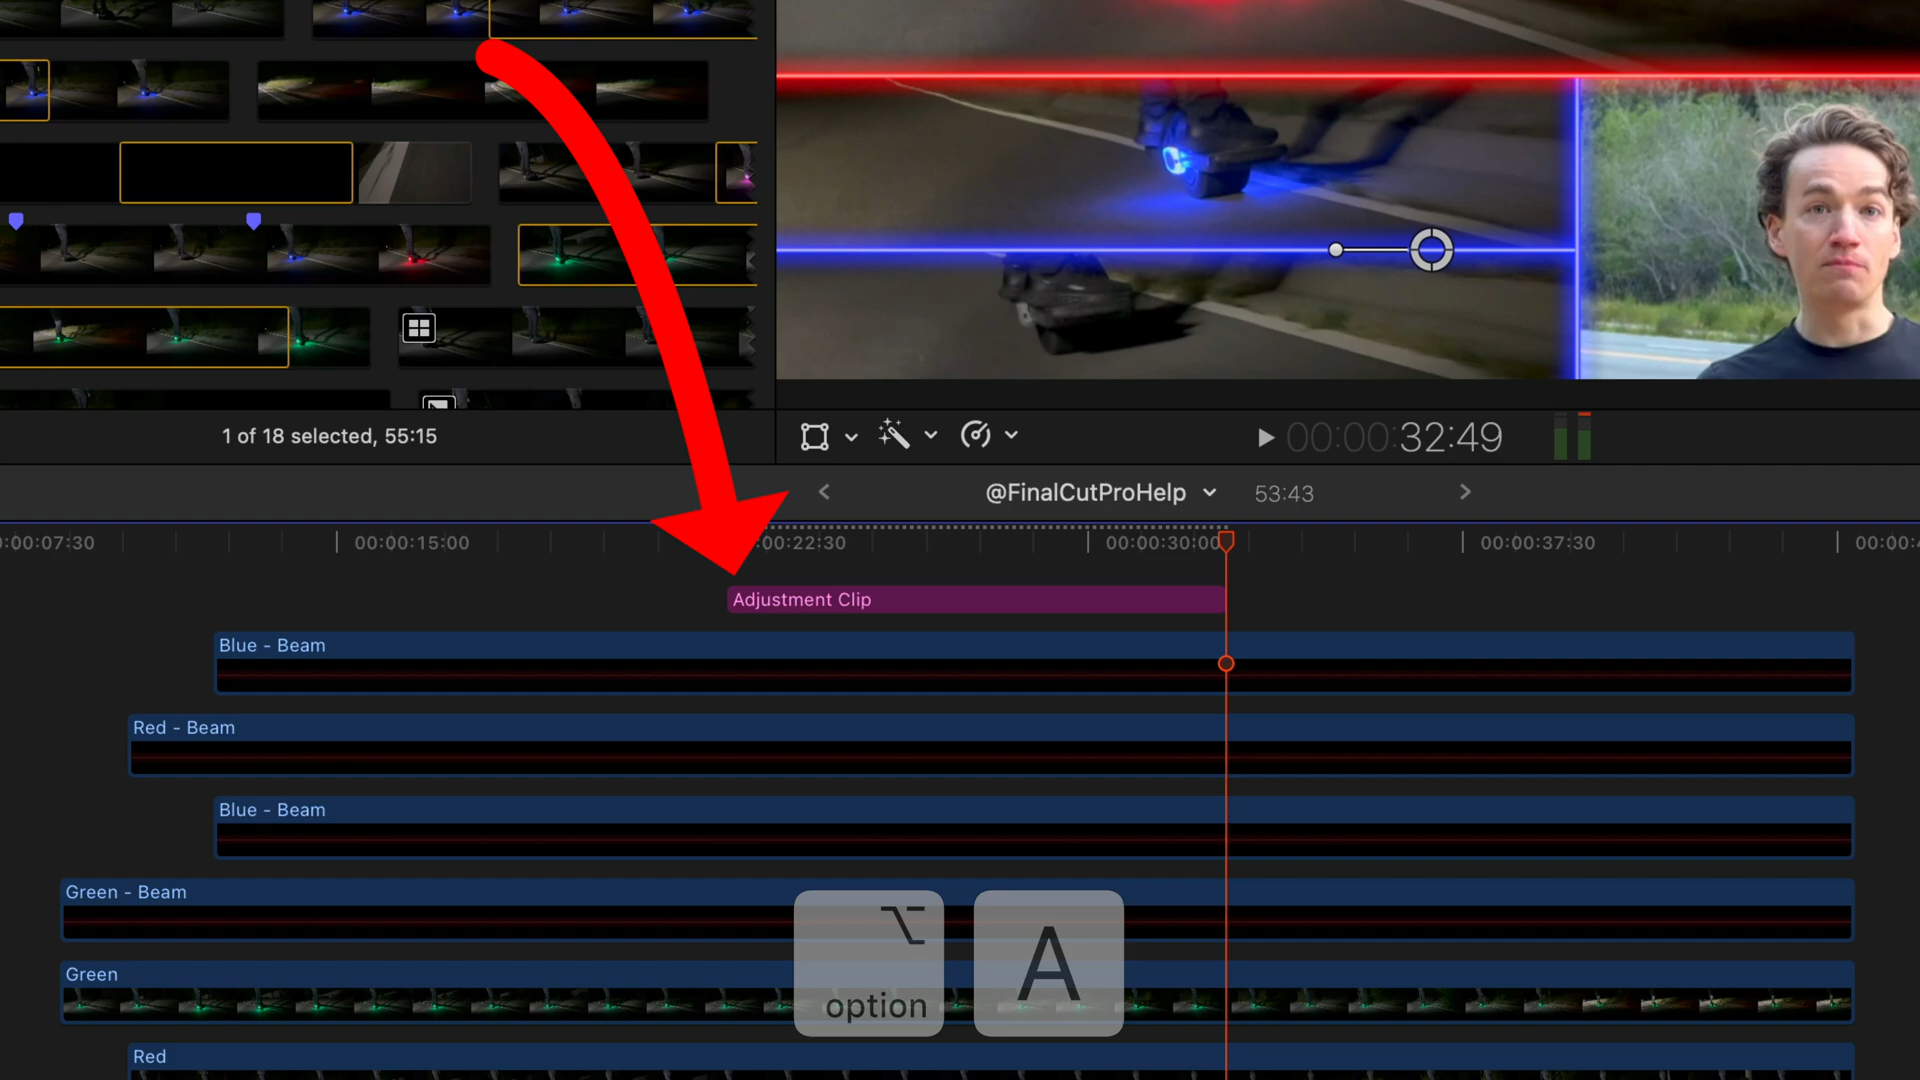 1 of 18 selected, 55:15
00:00:32:49
@FinalCutProHelp
53:43
:00:07:30
00:00:15:00
:00:22:30
00:00:30:00
00:00:37:30
00:00:4
Adjustment Clip
Blue - Beam
Red - Beam
Blue - Beam
Green - Beam
Green
option
A
Red